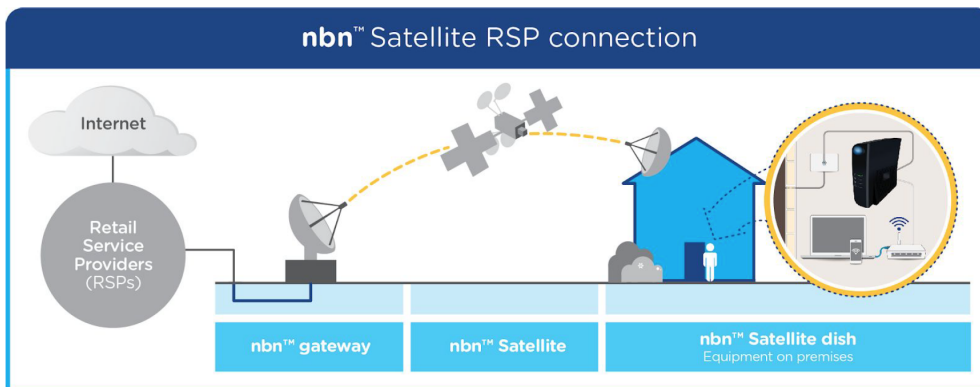 nbn™ Satellite RSP connection
Internet
Retail
Service
Providers
(RSPs)
nbn™ gateway
nbn™ Satellite
nbn™ Satellite dish
Equipment on premises